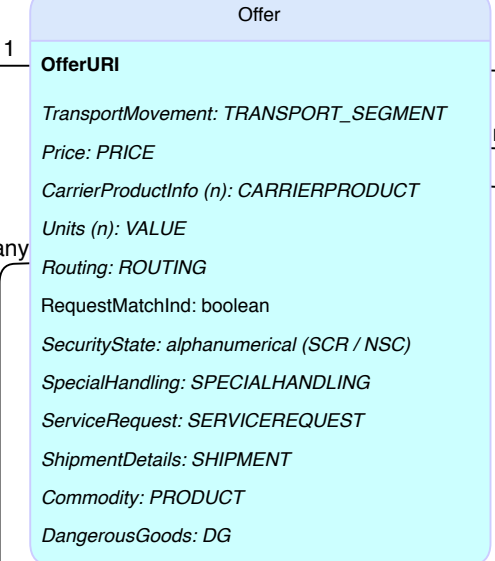 Offer
1
OfferURI
TransportMovement: TRANSPORT_SEGMENT
Price: PRICE
CarrierProductInfo (n): CARRIERPRODUCT
Units (n): VALUE
any
Routing: ROUTING
RequestMatchInd: boolean
SecurityState: alphanumerical (SCR / NSC)
SpecialHandling: SPECIALHANDLING
ServiceRequest: SERVICEREQUEST
ShipmentDetails: SHIPMENT
Commodity: PRODUCT
DangerousGoods: DG